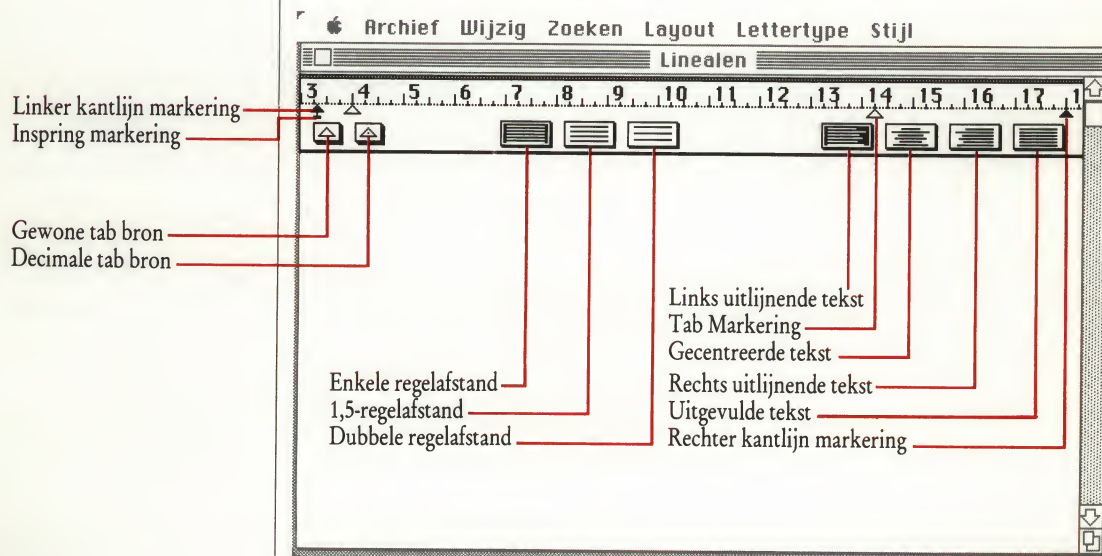 Archief Wijzig Zoeken Layout Lettertype Stijl
Linealen
3 4 5 6 7 8 9 10 11 12 13 14 15 16 17 1
Linker kantlijn markering
Inspring markering
Gewone tab bron
Decimale tab bron
Links uitlijnende tekst
Tab Markering
Gecentreerde tekst
Enkele regelafstand
1,5-regelafstand
Dubbele regelafstand
Rechts uitlijnende tekst
Uitgevulde tekst
Rechter kantlijn markering